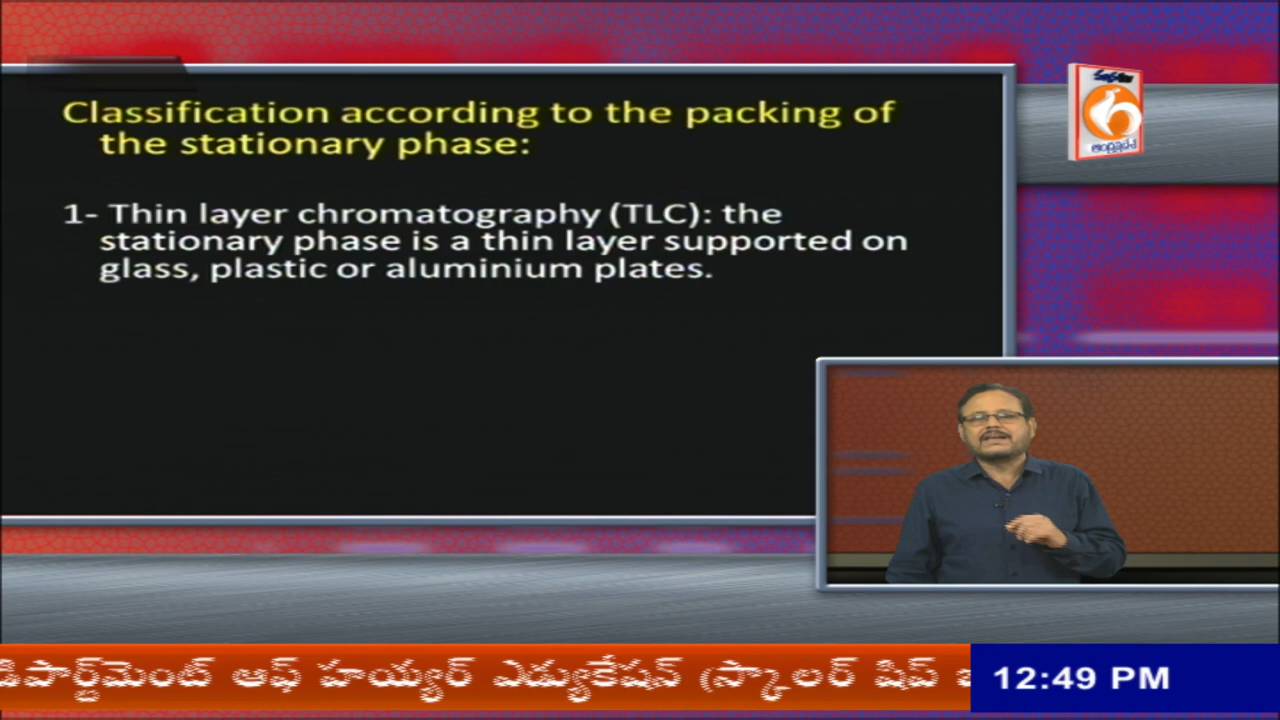 Classification according to the packing of
the stationary phase:
1- Thin layer chromatography (TLC): the
stationary phase is a thin layer supported on
glass, plastic or aluminium plates.
డిపార్ట్‌మెంట్ ఆఫ్ హయ్యర్ ఎడ్యుకేషన్ (స్కాలర్ షిప్
12:49 PM